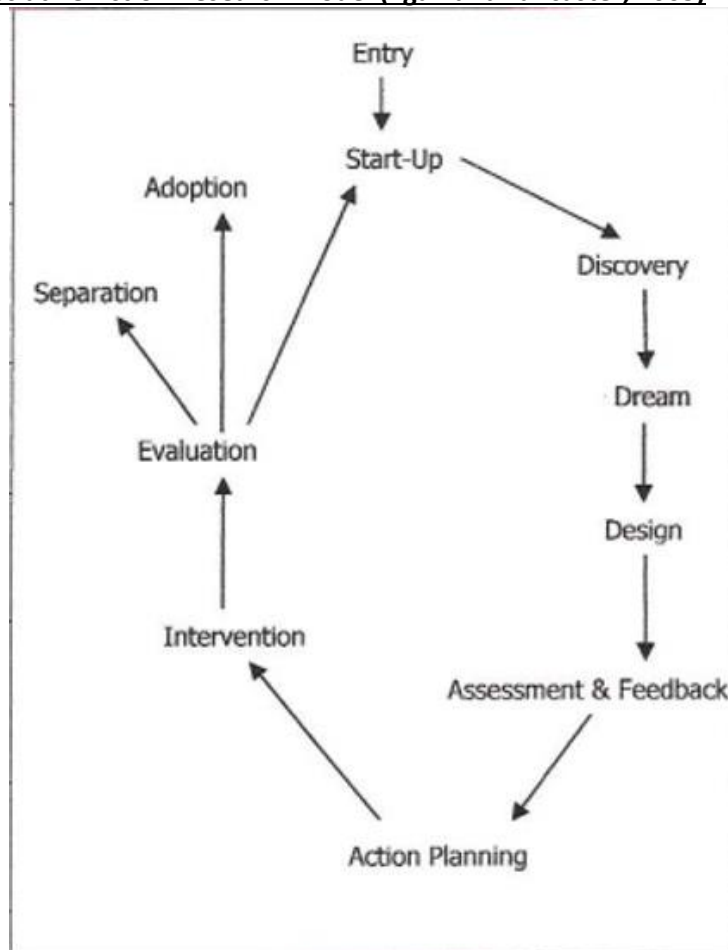 Entry
Start-Up
Adoption
Discovery
Separation
Dream
Evaluation
Design
Intervention
Assessment & Feedback
Action Planning